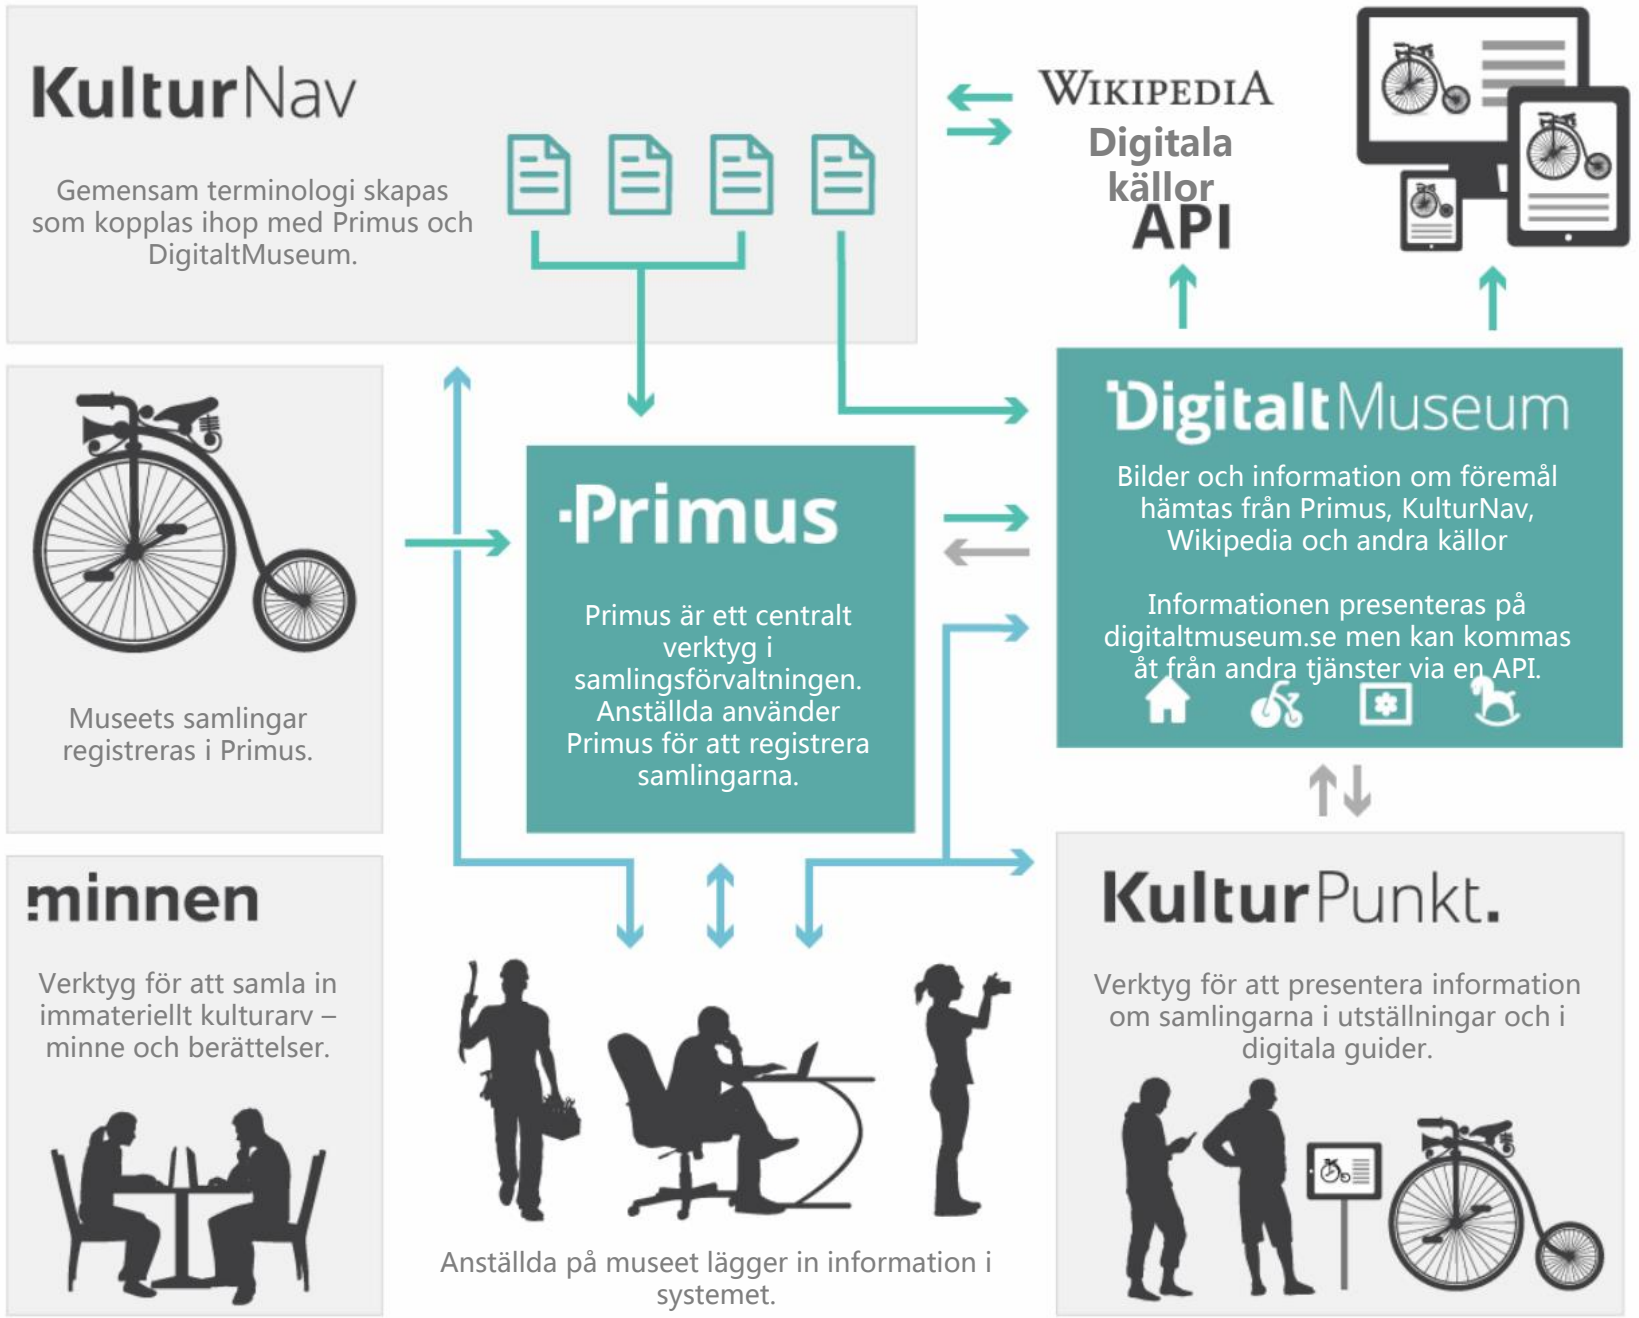 KulturNav
Gemensam terminologi skapas
som kopplas ihop med Primus och
DigitaltMuseum.
WIKIPEDIA
Digitala
källor
API
Museets samlingar
registreras i Primus.
Primus
Primus är ett centralt
verktyg i
samlingsförvaltningen.
Anställda använder
Primus för att registrera
samlingarna.
DigitaltMuseum
Bilder och information om föremål
hämtas från Primus, KulturNav,
Wikipedia och andra källor
Informationen presenteras på
digitaltmuseum.se men kan kommas
åt från andra tjänster via en API.
minnen
Verktyg för att samla in
immateriellt kulturarv –
minne och berättelser.
Anställda på museet lägger in information i
systemet.
KulturPunkt.
Verktyg för att presentera information
om samlingarna i utställningar och i
digitala guider.